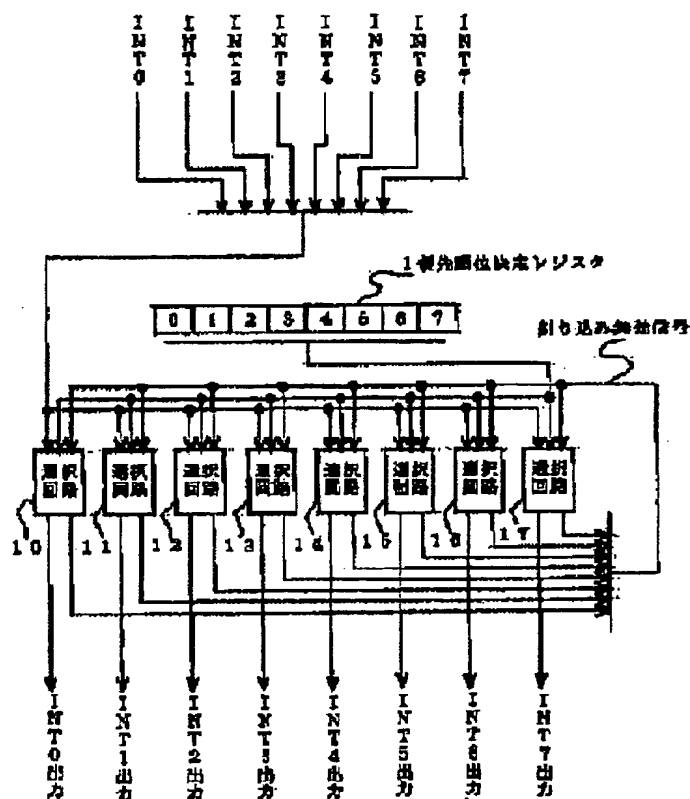 INT0
INT1
INT2
INT3
INT4
INT5
INT6
INT7
1優先順位決定レジスタ
0 1 2 3 4 5 6 7
割り込み 信号
選択回路
選択回路
選択回路
選択回路
選択回路
選択回路
選択回路
選択回路
10
11
12
13
14
15
16
17
INT0出力
INT1出力
INT2出力
INT3出力
INT4出力
INT5出力
INT6出力
INT7出力